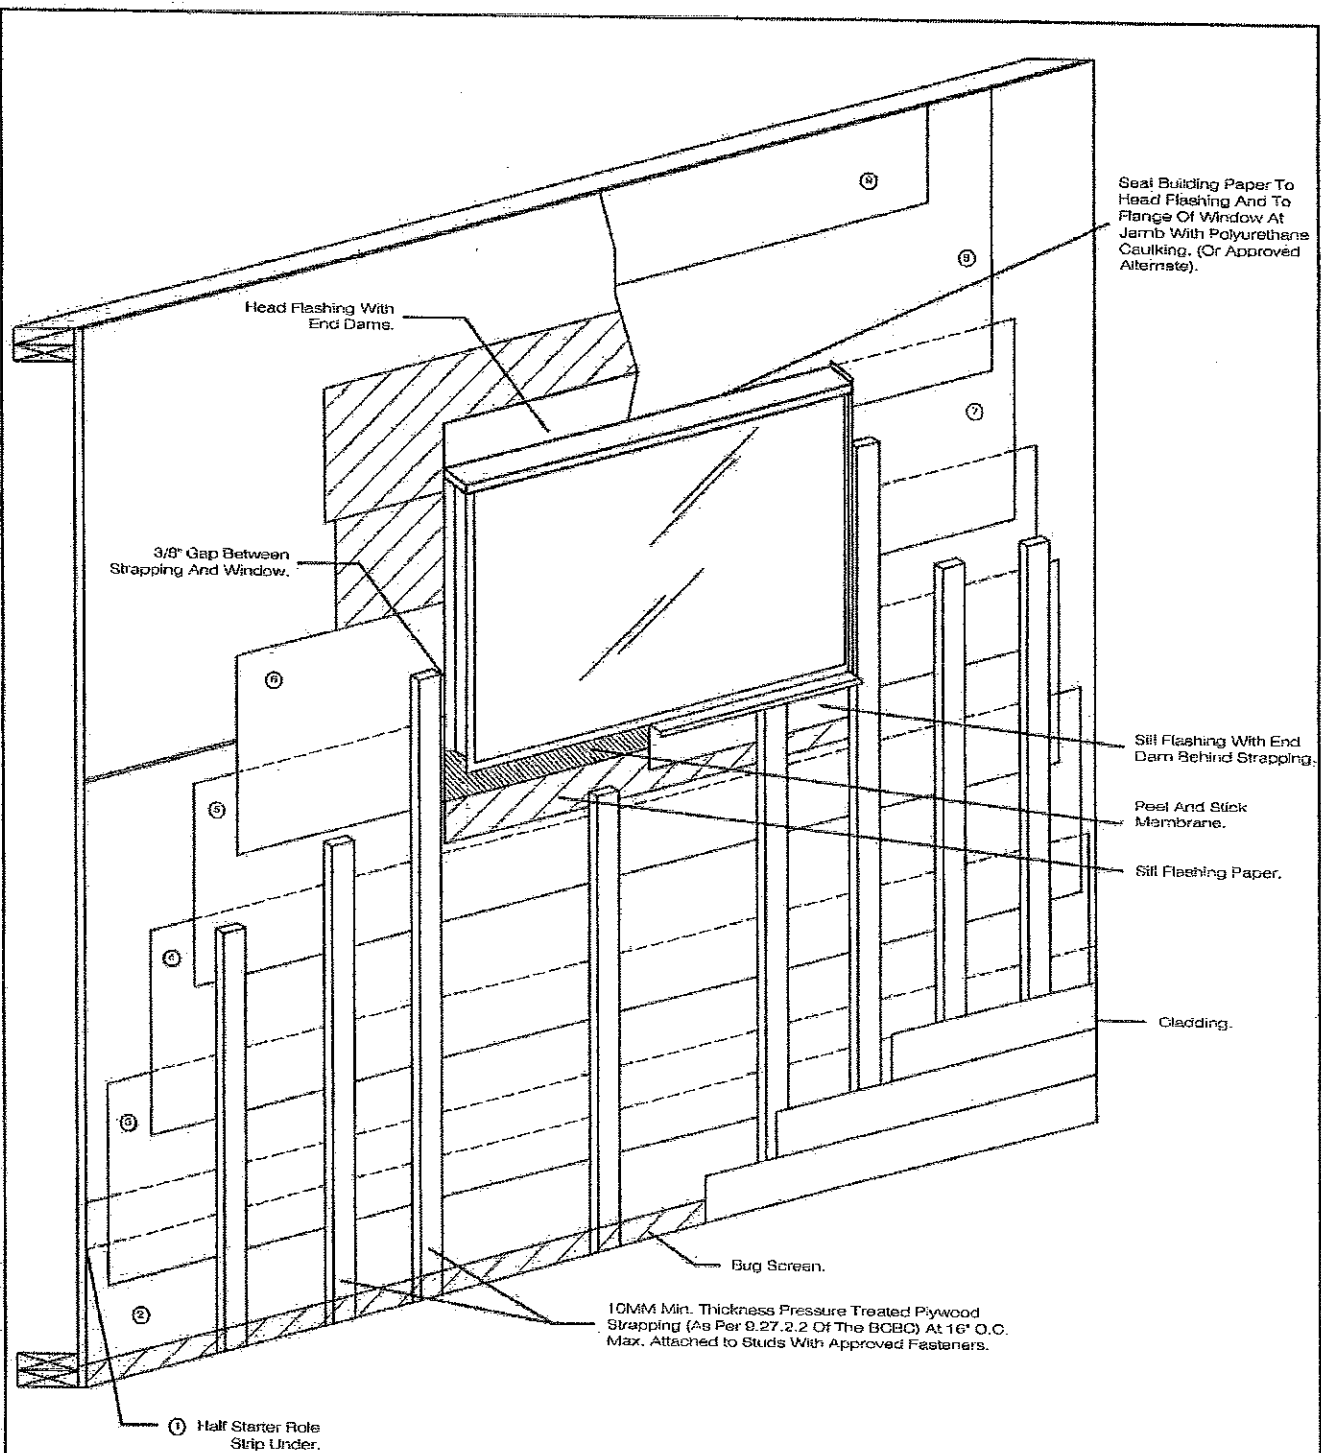 Seal Building Paper To
Head Flashing And To
Flange Of Window At
Jamb With Polyurethane
Caulking. (Or Approved
Alternate).
8
9
Head Flashing With
End Dams.
7
3/8" Gap Between
Strapping And Window.
6
Sill Flashing With End
Dam Behind Strapping.
5
Peel And Stick
Membrane.
Sill Flashing Paper.
4
Cladding.
3
Bug Screen.
2
10MM Min. Thickness Pressure Treated Plywood
Strapping (As Per 9.27.2.2 Of The BCBC) At 16" O.C.
Max. Attached to Studs With Approved Fasteners.
1 Half Starter Role
Strip Under.